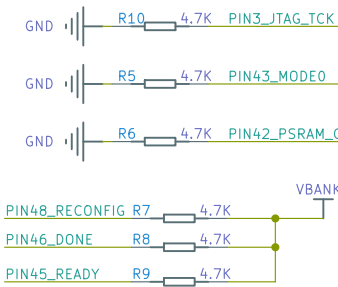 GND R10 4.7K PIN3_JTAG_TCK
GND R5 4.7K PIN43_MODE0
GND R6 4.7K
VBANK
PIN48_RECONFIG R7 4.7K
PIN46_DONE R8 4.7K
PIN45_READY R9 4.7K